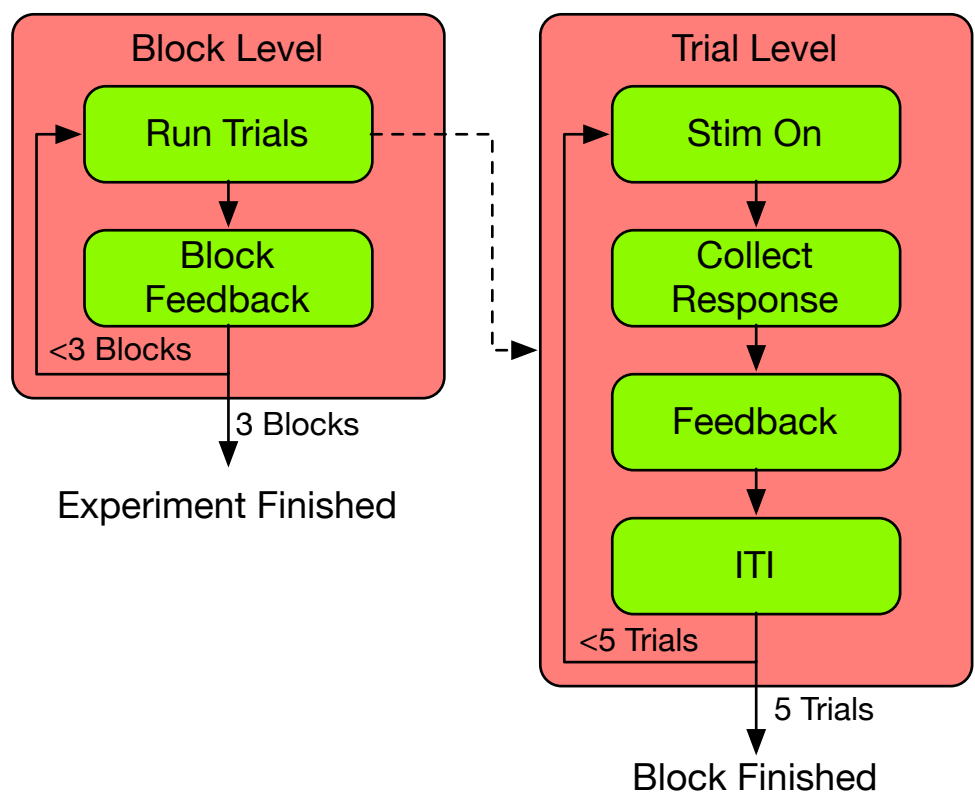 Block Level
Run Trials
Block
Feedback
<3 Blocks
3 Blocks
Experiment Finished
Trial Level
Stim On
Collect
Response
Feedback
ITI
<5 Trials
5 Trials
Block Finished